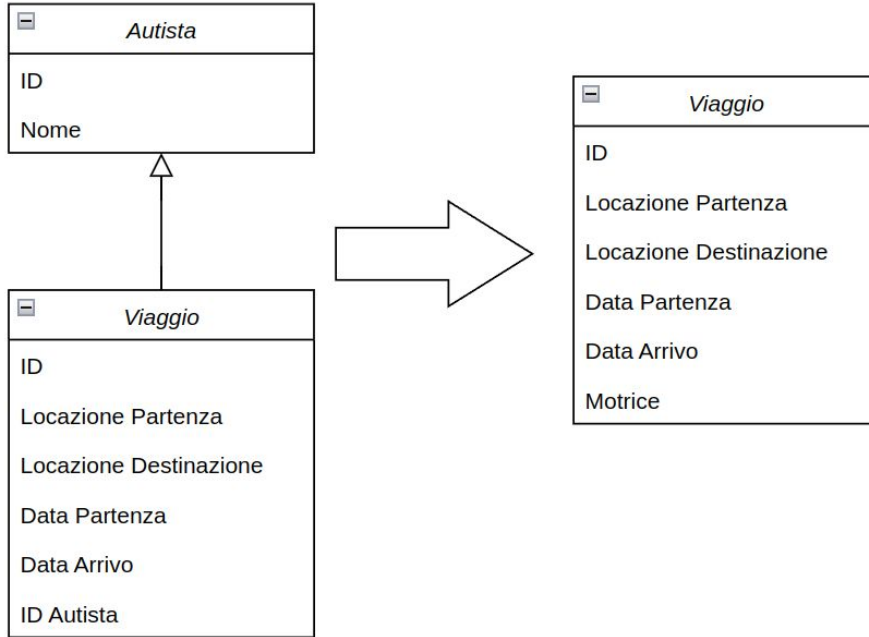 Autista
ID
Nome
Viaggio
ID
Locazione Partenza
Locazione Destinazione
Data Partenza
Data Arrivo
ID Autista
Viaggio
ID
Locazione Partenza
Locazione Destinazione
Data Partenza
Data Arrivo
Motrice